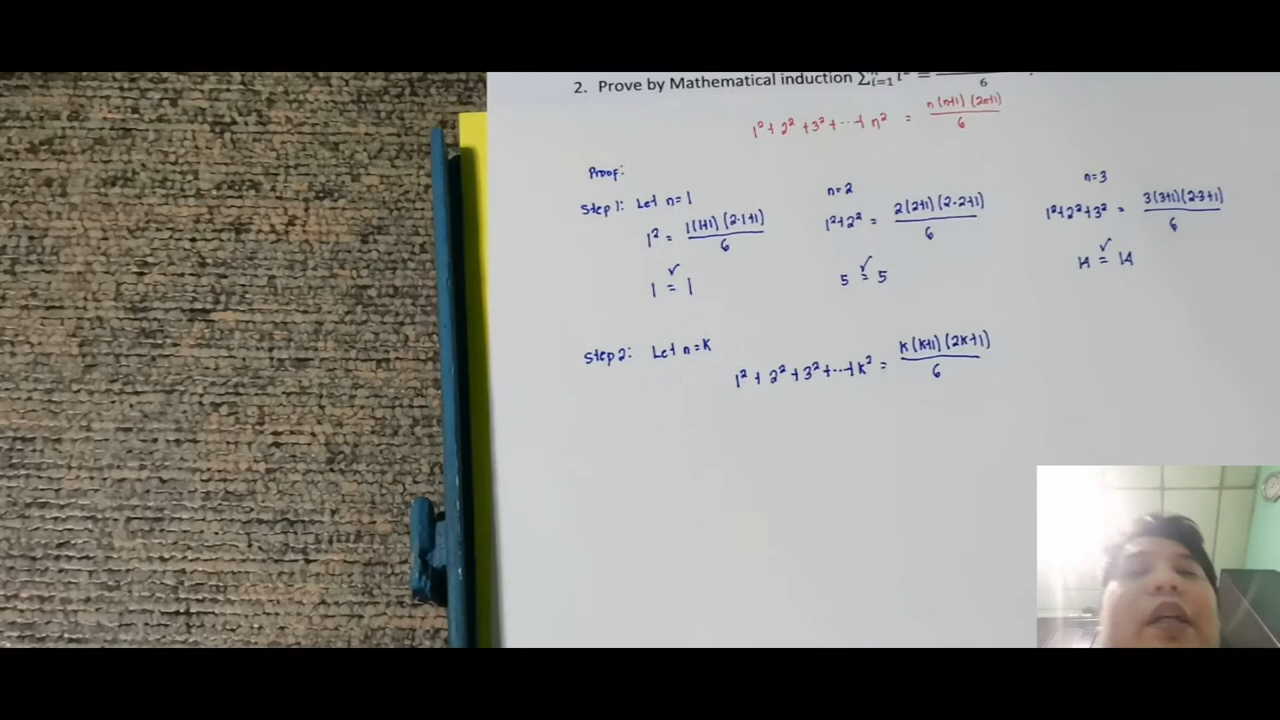 2. Prove by Mathematical induction
1² + 2² + 3² + ... + n² = n(n+1)(2n+1) / 6
Proof:
Step 1: Let n=1
1² = 1(1+1)(2·1+1) / 6
1 = 1 ✓
n=2
1²+2² = 2(2+1)(2·2+1) / 6
5 = 5 ✓
n=3
1²+2²+3² = 3(3+1)(2·3+1) / 6
14 = 14 ✓
Step 2: Let n=k
1² + 2² + 3² + ... + k² = k(k+1)(2k+1) / 6